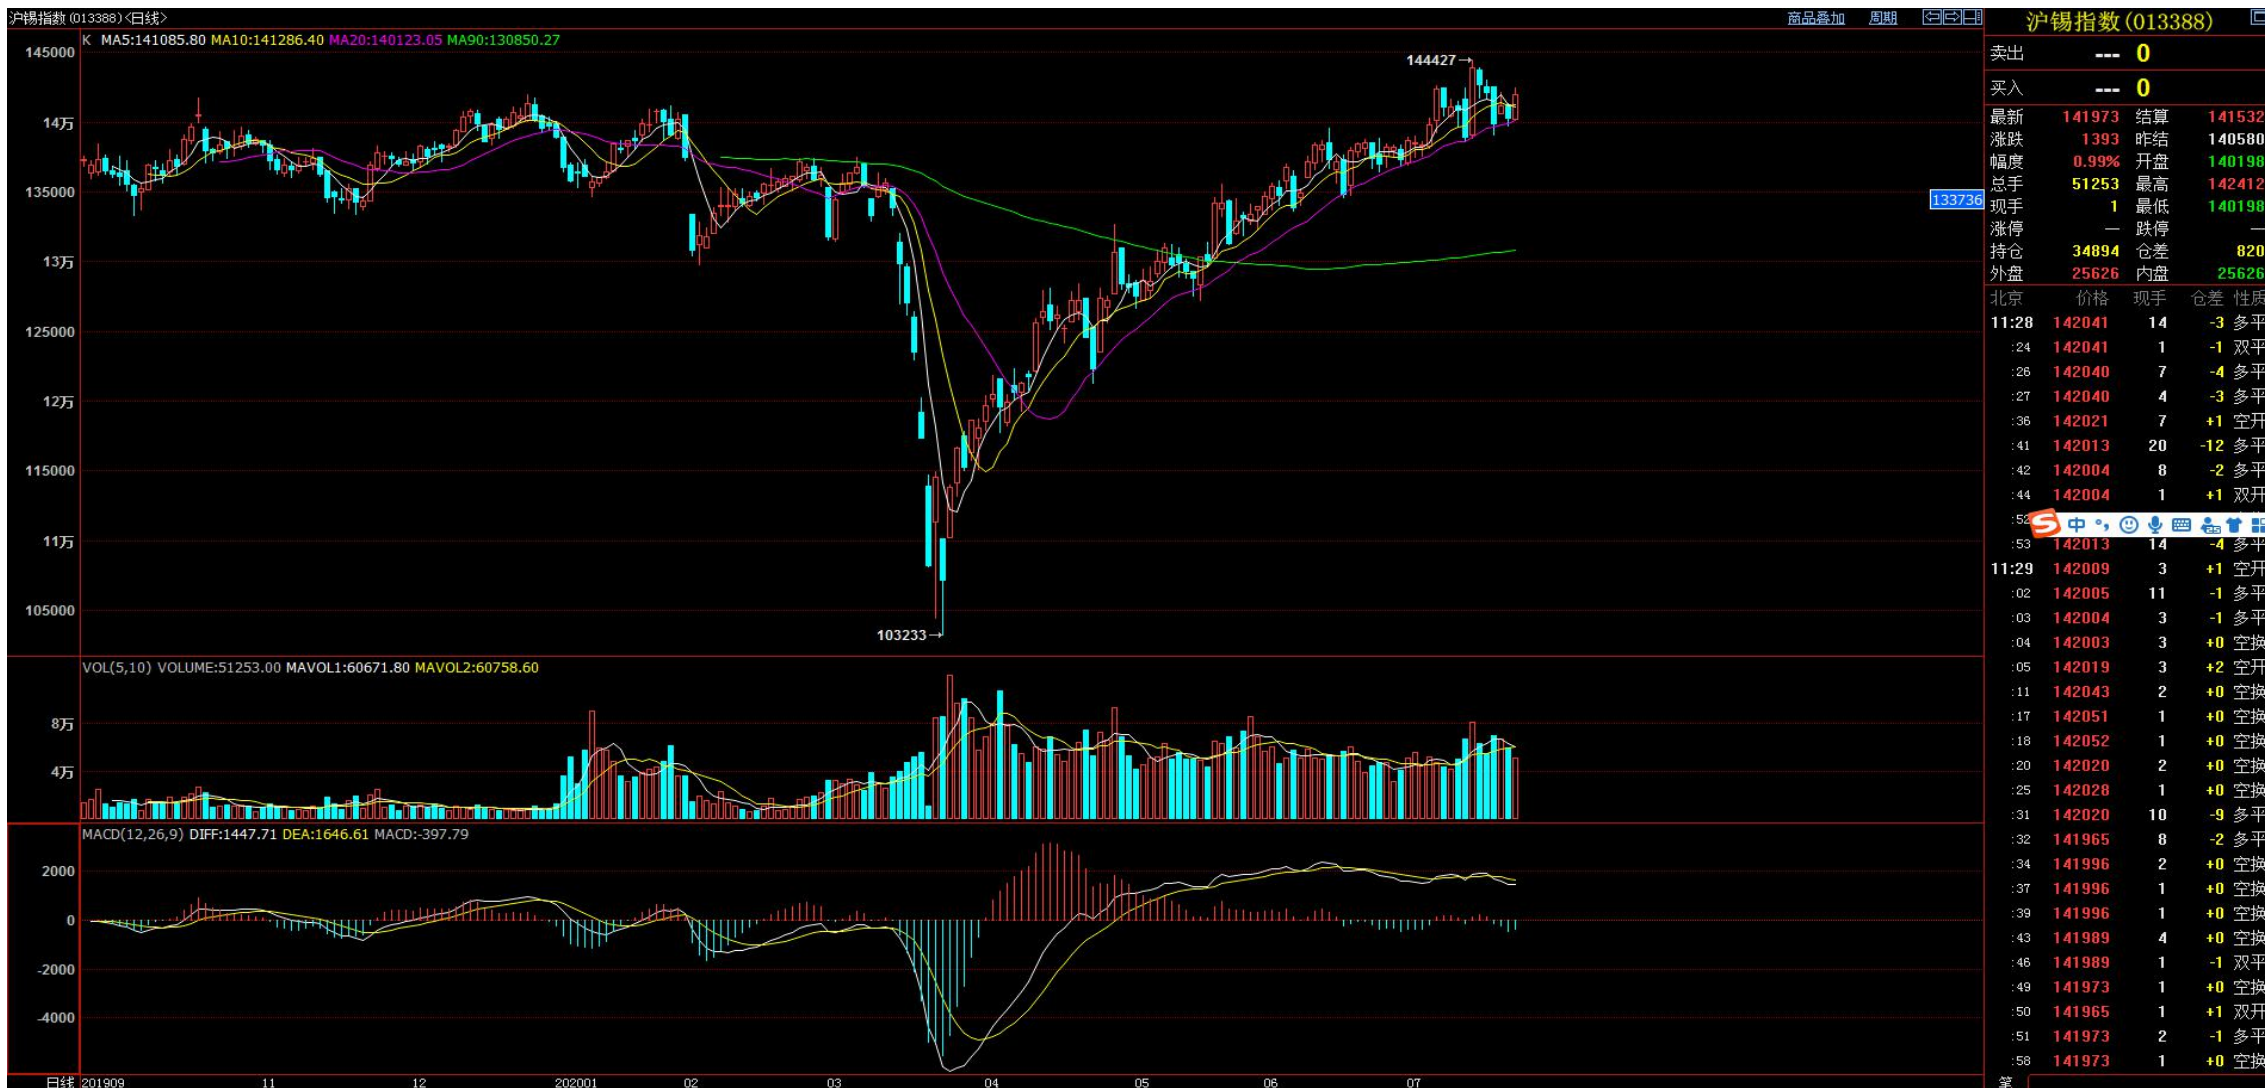 沪锡指数(013388)<日线>
商品叠加 周期
K MA5:141085.80 MA10:141286.40 MA20:140123.05 MA90:130850.27
145000
14万
135000
13万
125000
12万
115000
11万
105000
144427
103233
133736
VOL(5,10) VOLUME:51253.00 MAVOL1:60671.80 MAVOL2:60758.60
8万
4万
MACD(12,26,9) DIFF:1447.71 DEA:1646.61 MACD:-397.79
2000
0
-2000
-4000
日线 201909 11 12 202001 02 03 04 05 06 07
沪锡指数(013388)
卖出 --- 0
买入 --- 0
最新 141973 结算 141532
涨跌 1393 昨结 140580
幅度 0.99% 开盘 140198
总手 51253 最高 142412
现手 1 最低 140198
涨停 — 跌停 —
持仓 34894 仓差 820
外盘 25626 内盘 25626
北京 价格 现手 仓差 性质
11:28 142041 14 -3 多平
:24 142041 1 -1 双平
:26 142040 7 -4 多平
:27 142040 4 -3 多平
:36 142021 7 +1 空开
:41 142013 20 -12 多平
:42 142004 8 -2 多平
:44 142004 1 +1 双开
:52
中
:53 142013 14 -4 多平
11:29 142009 3 +1 空开
:02 142005 11 -1 多平
:03 142004 3 -1 多平
:04 142003 3 +0 空换
:05 142019 3 +2 空开
:11 142043 2 +0 空换
:17 142051 1 +0 空换
:18 142052 1 +0 空换
:20 142020 2 +0 空换
:25 142028 1 +0 空换
:31 142020 10 -9 多平
:32 141965 8 -2 多平
:34 141996 2 +0 空换
:37 141996 1 +0 空换
:39 141996 1 +0 空换
:43 141989 4 +0 空换
:46 141989 1 -1 双平
:49 141973 1 +0 空换
:50 141965 1 +1 双开
:51 141973 2 -1 多平
:58 141973 1 +0 空换
笔